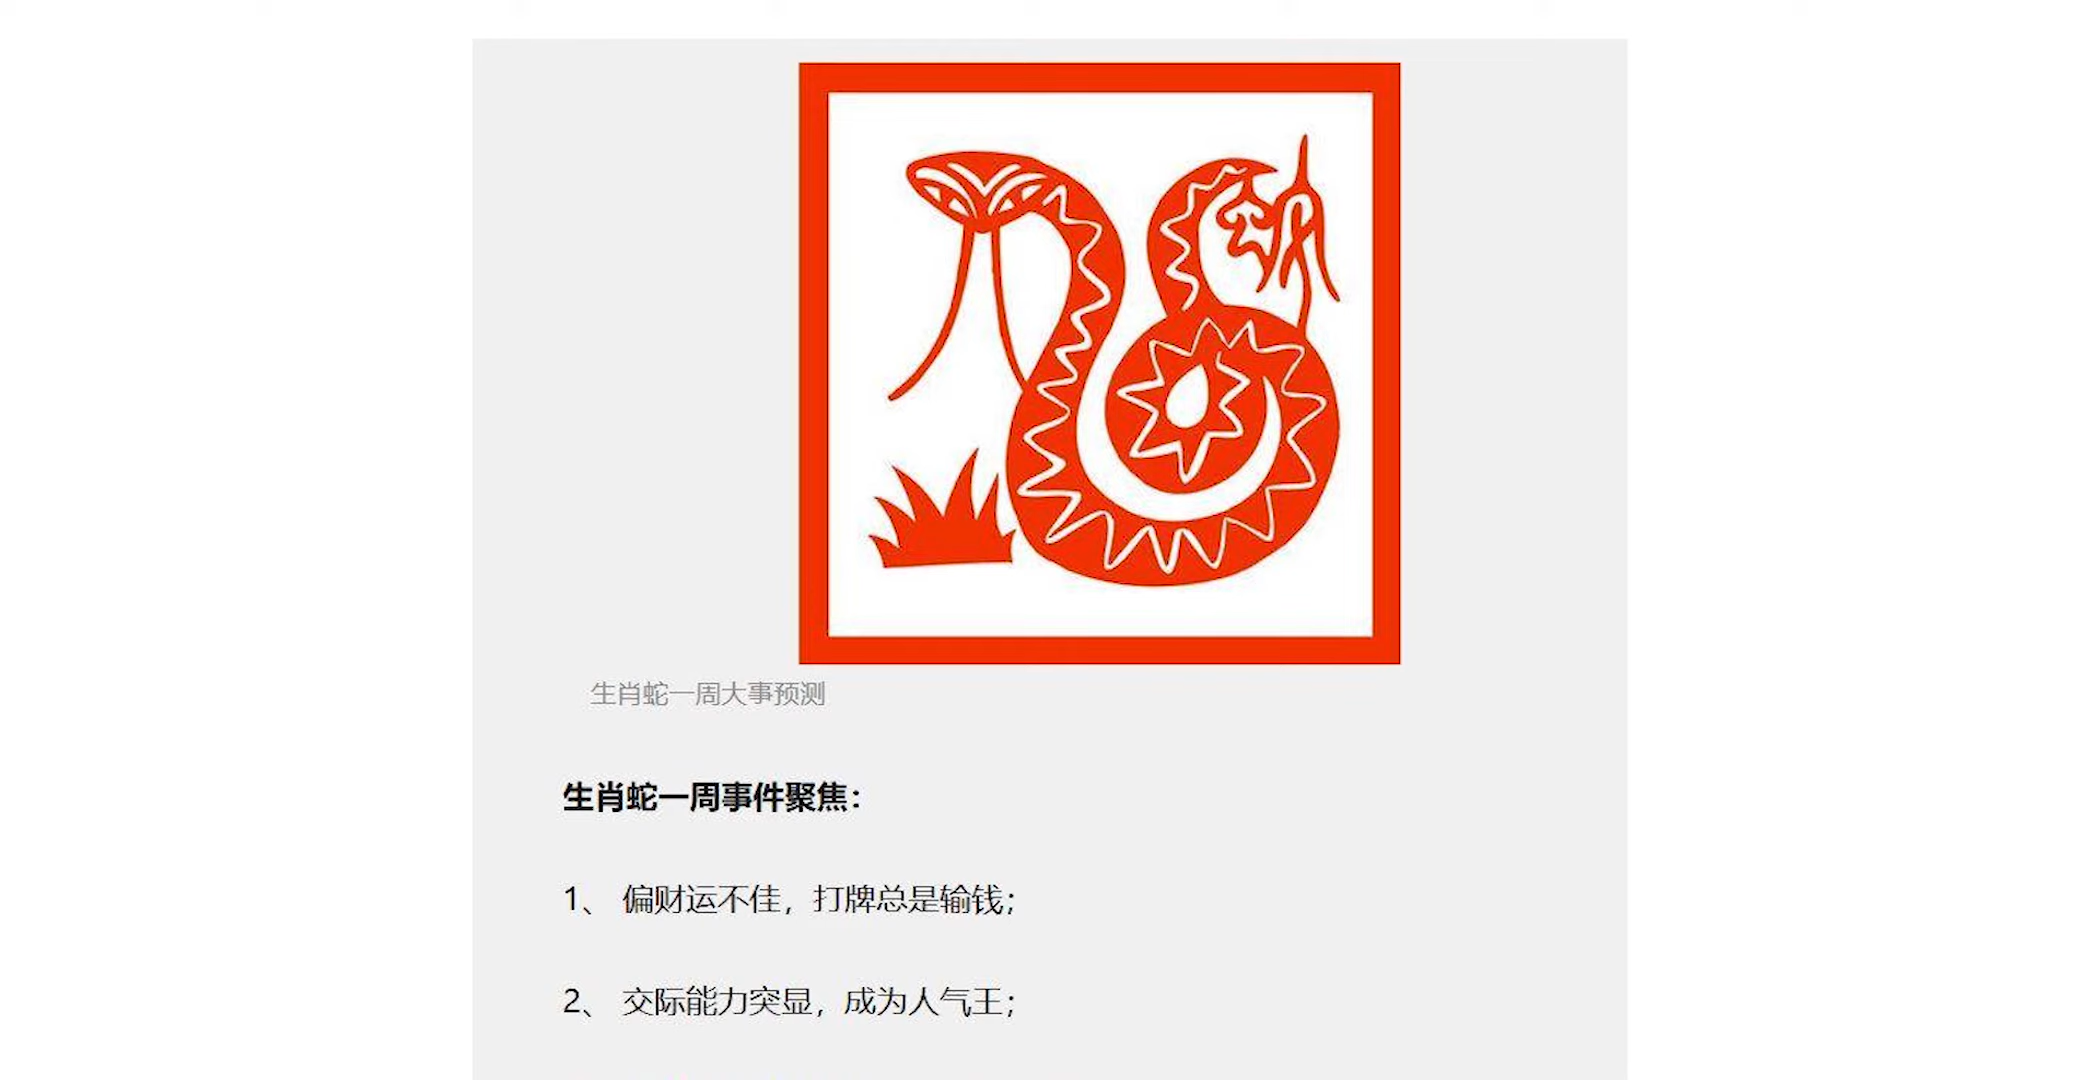 生肖蛇一周大事预测
生肖蛇一周事件聚焦：
1、 偏财运不佳，打牌总是输钱；
2、 交际能力突显，成为人气王；